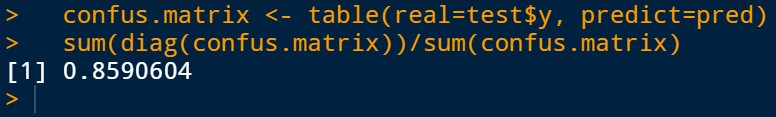 > confus.matrix <- table(real=test$y, predict=pred)
> sum(diag(confus.matrix))/sum(confus.matrix)
[1] 0.8590604
>